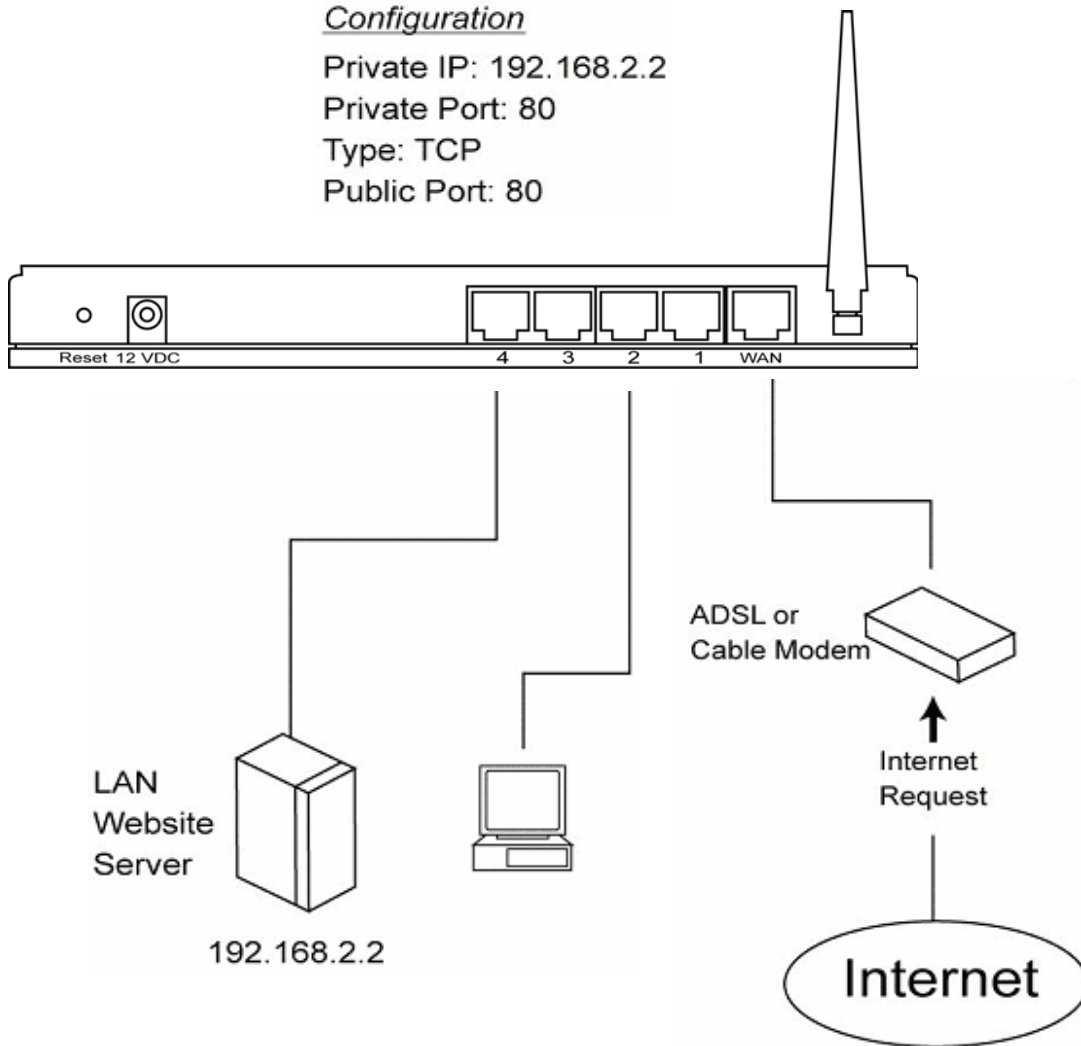 Configuration
Private IP: 192.168.2.2
Private Port: 80
Type: TCP
Public Port: 80
Reset 12 VDC 4 3 2 1 WAN
ADSL or
Cable Modem
Internet
Request
LAN
Website
Server
192.168.2.2
Internet